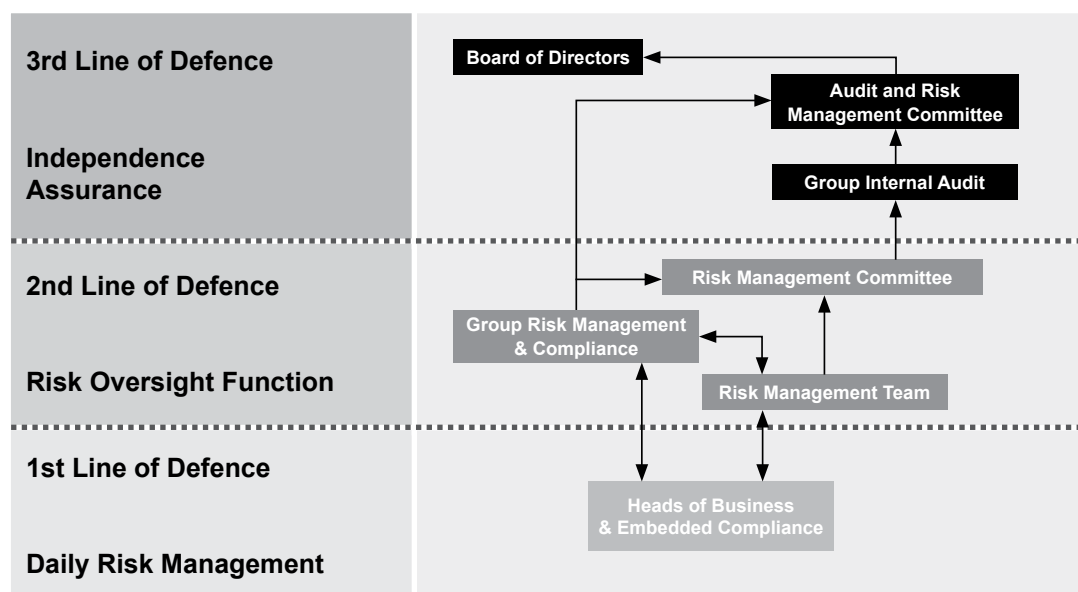 3rd Line of Defence
Independence
Assurance
Board of Directors
Audit and Risk
Management Committee
Group Internal Audit
2nd Line of Defence
Risk Oversight Function
Risk Management Committee
Group Risk Management
& Compliance
Risk Management Team
1st Line of Defence
Daily Risk Management
Heads of Business
& Embedded Compliance